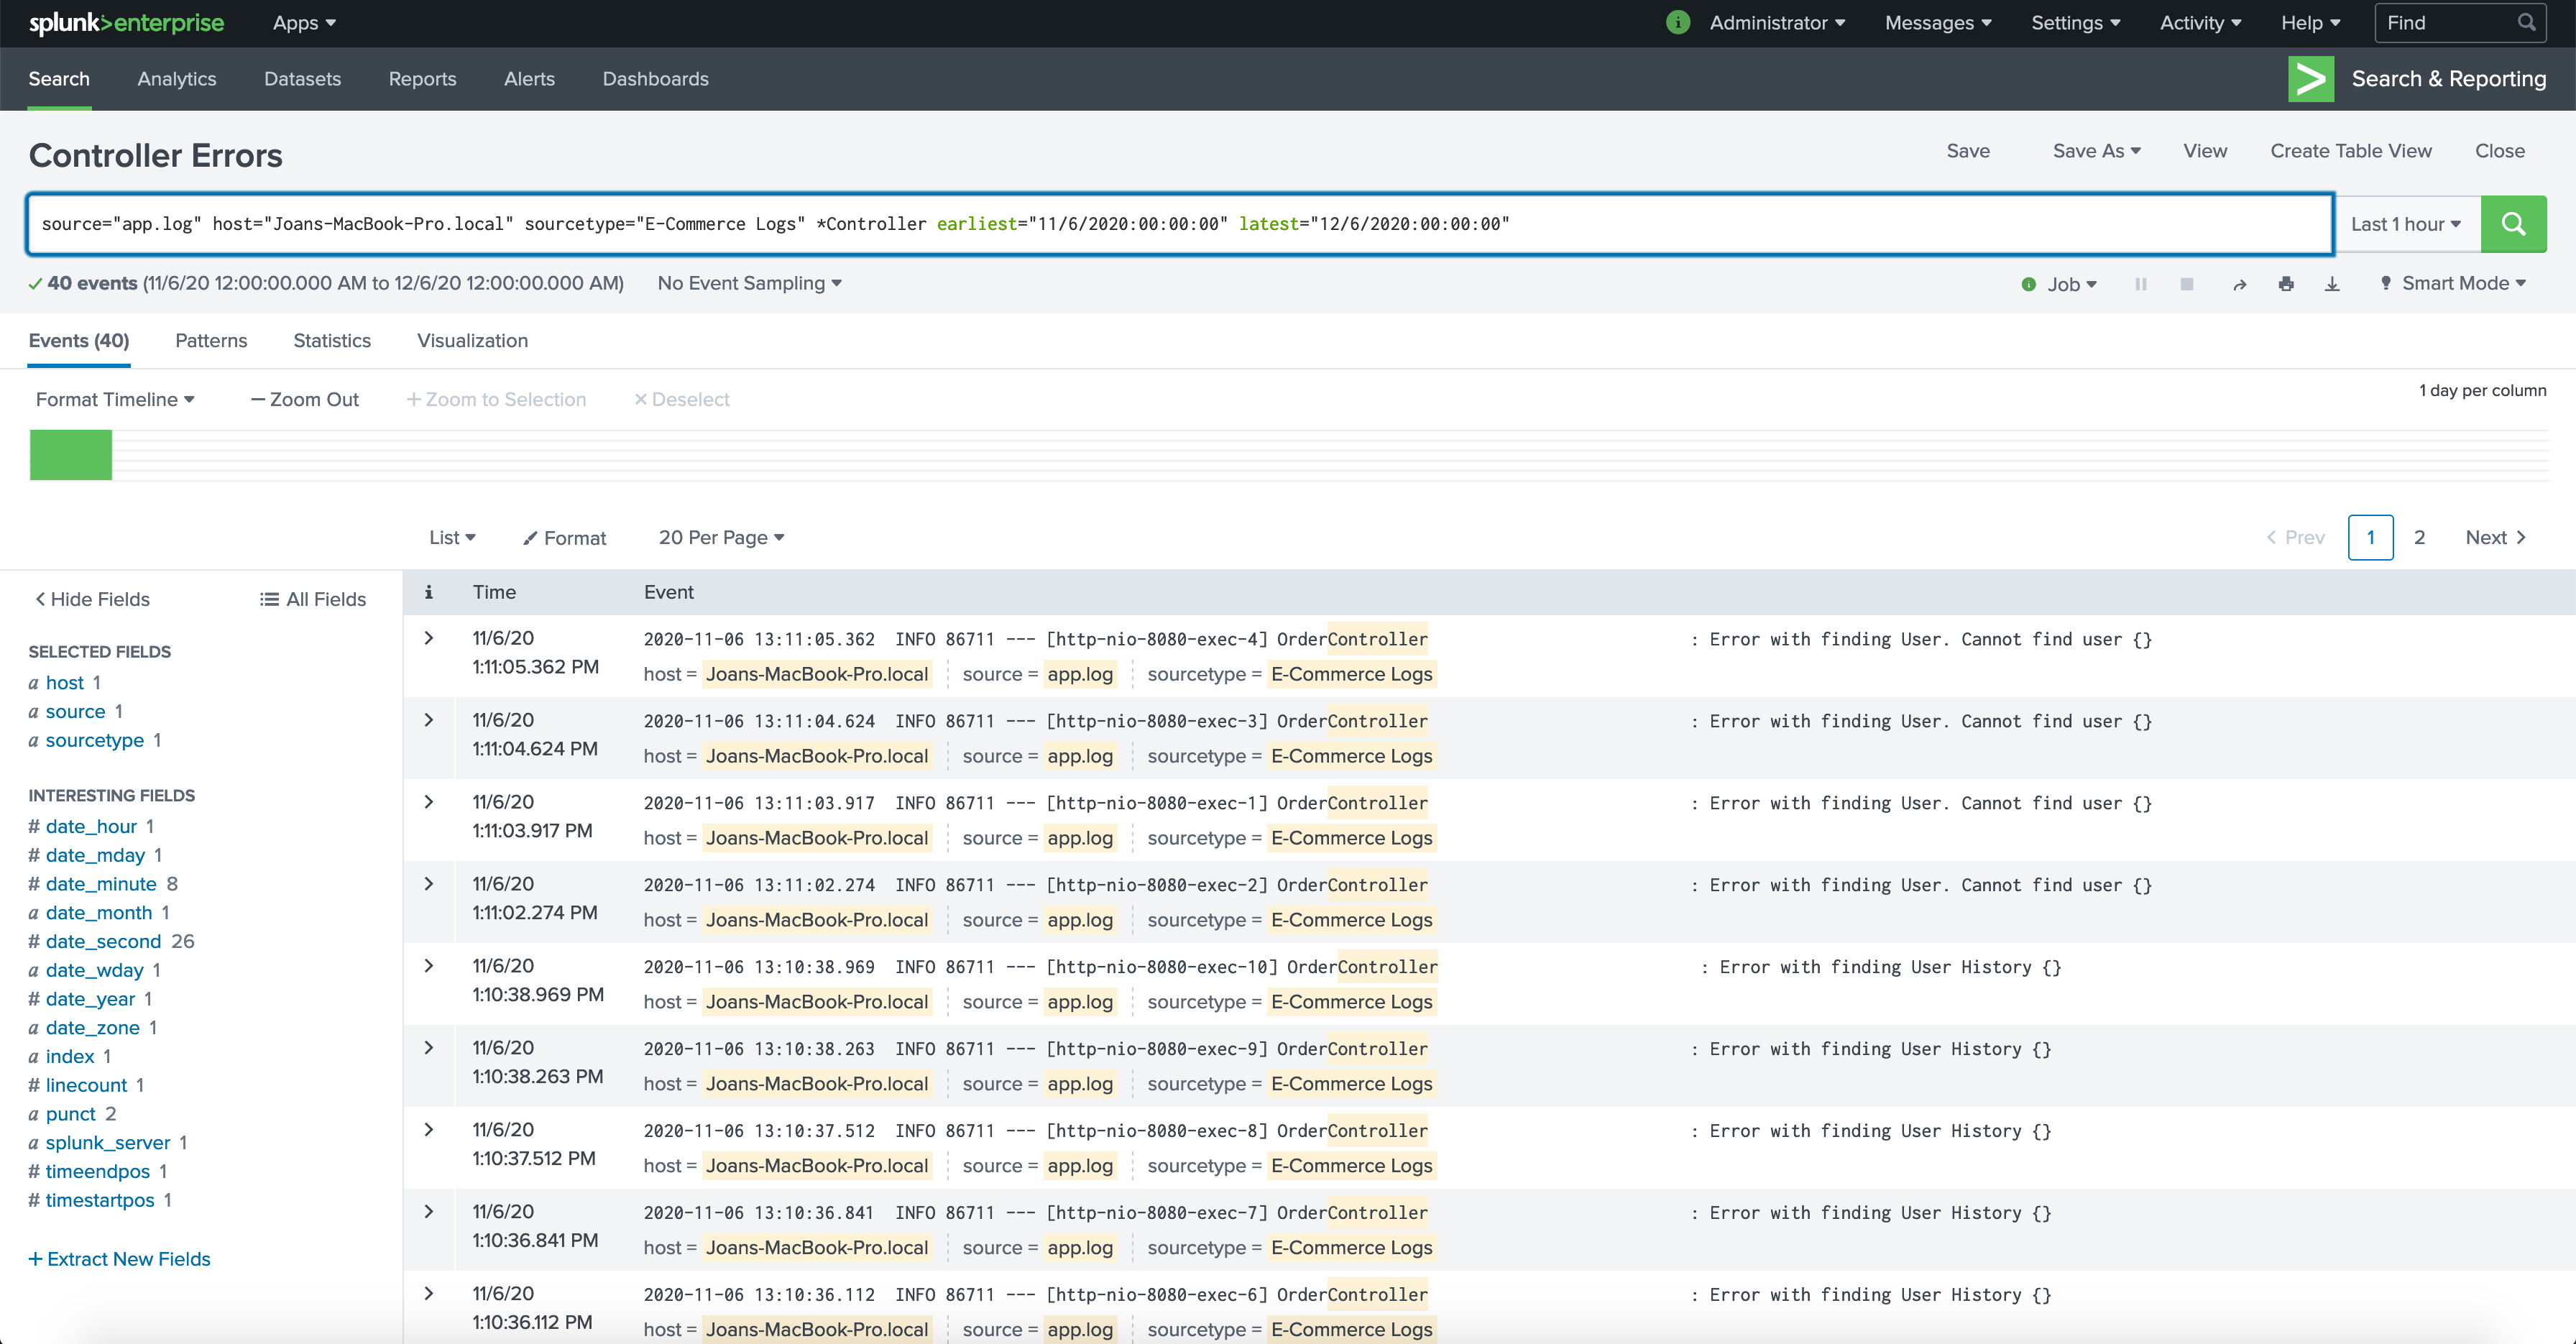 splunk>enterprise Apps Administrator Messages Settings Activity Help Find
Search Analytics Datasets Reports Alerts Dashboards Search & Reporting
Controller Errors Save Save As View Create Table View Close
source="app.log" host="Joans-MacBook-Pro.local" sourcetype="E-Commerce Logs" *Controller earliest="11/6/2020:00:00:00" latest="12/6/2020:00:00:00" Last 1 hour
40 events (11/6/20 12:00:00.000 AM to 12/6/20 12:00:00.000 AM) No Event Sampling Job Smart Mode
Events (40) Patterns Statistics Visualization
Format Timeline — Zoom Out + Zoom to Selection × Deselect 1 day per column
List Format 20 Per Page < Prev 1 2 Next >
< Hide Fields All Fields
SELECTED FIELDS
a host 1
a source 1
a sourcetype 1
INTERESTING FIELDS
# date_hour 1
# date_mday 1
# date_minute 8
a date_month 1
# date_second 26
a date_wday 1
# date_year 1
a date_zone 1
a index 1
# linecount 1
a punct 2
a splunk_server 1
# timeendpos 1
# timestartpos 1
+ Extract New Fields
i Time Event
11/6/20 2020-11-06 13:11:05.362 INFO 86711 --- [http-nio-8080-exec-4] OrderController : Error with finding User. Cannot find user {}
1:11:05.362 PM host = Joans-MacBook-Pro.local source = app.log sourcetype = E-Commerce Logs
11/6/20 2020-11-06 13:11:04.624 INFO 86711 --- [http-nio-8080-exec-3] OrderController : Error with finding User. Cannot find user {}
1:11:04.624 PM host = Joans-MacBook-Pro.local source = app.log sourcetype = E-Commerce Logs
11/6/20 2020-11-06 13:11:03.917 INFO 86711 --- [http-nio-8080-exec-1] OrderController : Error with finding User. Cannot find user {}
1:11:03.917 PM host = Joans-MacBook-Pro.local source = app.log sourcetype = E-Commerce Logs
11/6/20 2020-11-06 13:11:02.274 INFO 86711 --- [http-nio-8080-exec-2] OrderController : Error with finding User. Cannot find user {}
1:11:02.274 PM host = Joans-MacBook-Pro.local source = app.log sourcetype = E-Commerce Logs
11/6/20 2020-11-06 13:10:38.969 INFO 86711 --- [http-nio-8080-exec-10] OrderController : Error with finding User History {}
1:10:38.969 PM host = Joans-MacBook-Pro.local source = app.log sourcetype = E-Commerce Logs
11/6/20 2020-11-06 13:10:38.263 INFO 86711 --- [http-nio-8080-exec-9] OrderController : Error with finding User History {}
1:10:38.263 PM host = Joans-MacBook-Pro.local source = app.log sourcetype = E-Commerce Logs
11/6/20 2020-11-06 13:10:37.512 INFO 86711 --- [http-nio-8080-exec-8] OrderController : Error with finding User History {}
1:10:37.512 PM host = Joans-MacBook-Pro.local source = app.log sourcetype = E-Commerce Logs
11/6/20 2020-11-06 13:10:36.841 INFO 86711 --- [http-nio-8080-exec-7] OrderController : Error with finding User History {}
1:10:36.841 PM host = Joans-MacBook-Pro.local source = app.log sourcetype = E-Commerce Logs
11/6/20 2020-11-06 13:10:36.112 INFO 86711 --- [http-nio-8080-exec-6] OrderController : Error with finding User History {}
1:10:36.112 PM host = Joans-MacBook-Pro.local source = app.log sourcetype = E-Commerce Logs